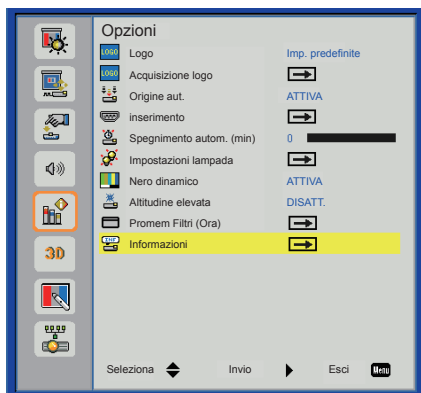 Opzioni
LOGO Logo Imp. predefinite
LOGO Acquisizione logo
Origine aut. ATTIVA
inserimento
Spegnimento autom. (min) 0
Impostazioni lampada
Nero dinamico ATTIVA
Altitudine elevata DISATT.
Promem Filtri (Ora)
Informazioni
3D
Seleziona Invio Esci Menu